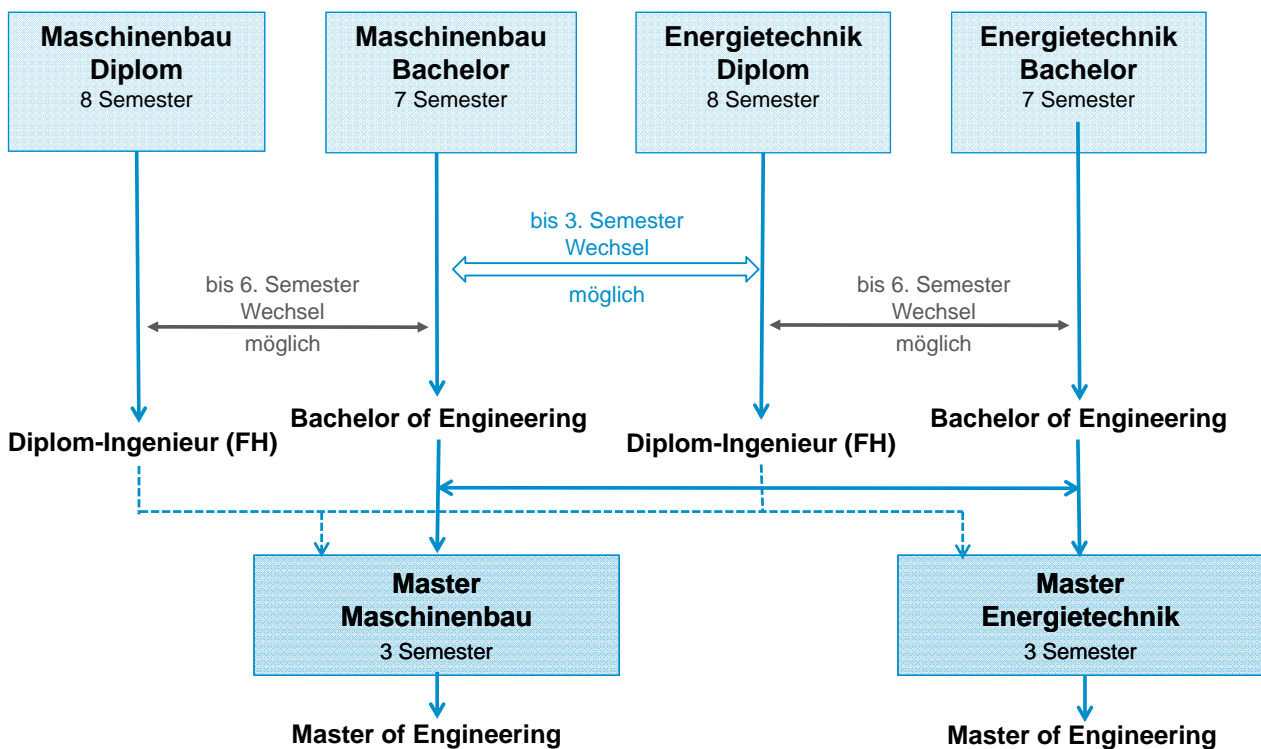 Maschinenbau
Diplom
8 Semester
Maschinenbau
Bachelor
7 Semester
Energietechnik
Diplom
8 Semester
Energietechnik
Bachelor
7 Semester
bis 3. Semester
Wechsel
möglich
bis 6. Semester
Wechsel
möglich
bis 6. Semester
Wechsel
möglich
Diplom-Ingenieur (FH)
Bachelor of Engineering
Diplom-Ingenieur (FH)
Bachelor of Engineering
Master
Maschinenbau
3 Semester
Master
Energietechnik
3 Semester
Master of Engineering
Master of Engineering